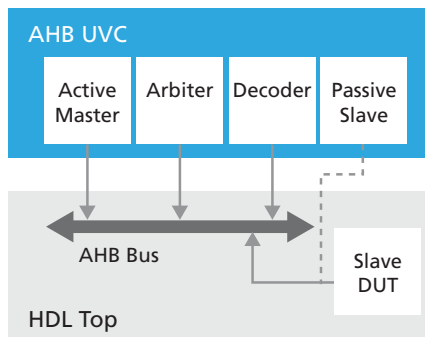 AHB UVC
Active
Master
Arbiter
Decoder
Passive
Slave
AHB Bus
Slave
DUT
HDL Top